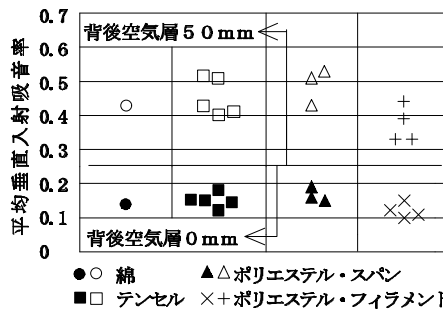 平均垂直入射吸音率
0.7
0.6
0.5
0.4
0.3
0.2
0.1
0
背後空気層５０ｍｍ
背後空気層０ｍｍ
●○ 綿 ▲△ポリエステル・スパン
■□ テンセル ×＋ポリエステル・フィラメント